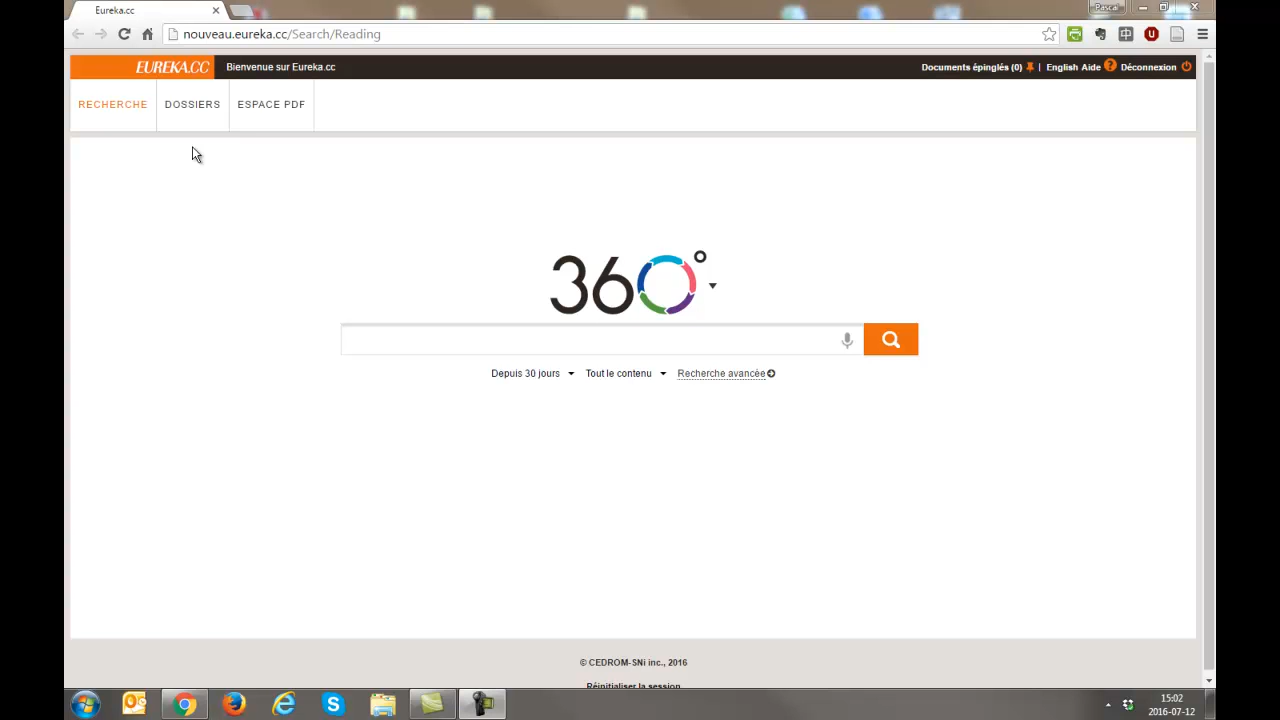 Eureka.cc
Pascal
nouveau.eureka.cc/Search/Reading
EUREKA.CC
Bienvenue sur Eureka.cc
Documents épinglés (0) | English Aide Déconnexion
RECHERCHE DOSSIERS ESPACE PDF
360°
Depuis 30 jours Tout le contenu Recherche avancée
© CEDROM-SNi inc., 2016
Réinitialiser la session
15:02
2016-07-12